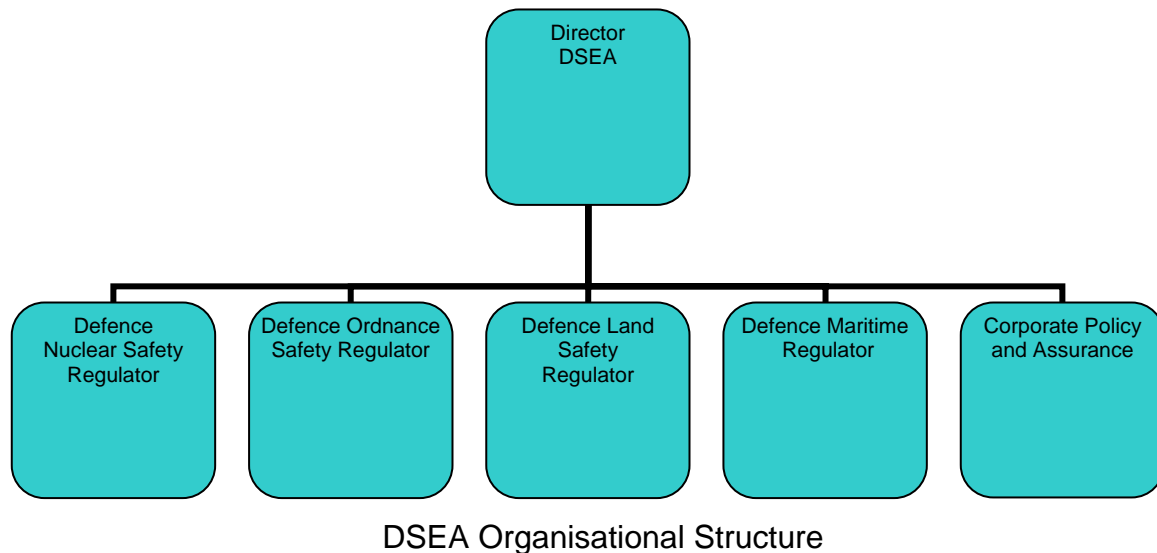 Director
DSEA
Defence
Nuclear Safety
Regulator
Defence Ordnance
Safety Regulator
Defence Land
Safety
Regulator
Defence Maritime
Regulator
Corporate Policy
and Assurance
DSEA Organisational Structure